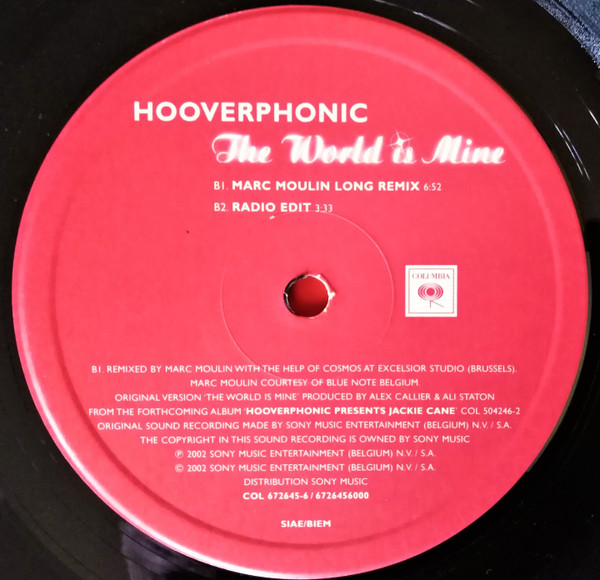 HOOVERPHONIC
The World is Mine
B1. MARC MOULIN LONG REMIX 6:52
B2. RADIO EDIT 3:33
COLUMBIA
B1. REMIXED BY MARC MOULIN WITH THE HELP OF COSMOS AT EXCELSIOR STUDIO (BRUSSELS).
MARC MOULIN COURTESY OF BLUE NOTE BELGIUM
ORIGINAL VERSION 'THE WORLD IS MINE' PRODUCED BY ALEX CALLIER & ALI STATON
FROM THE FORTHCOMING ALBUM 'HOOVERPHONIC PRESENTS JACKIE CANE' COL 504246-2
ORIGINAL SOUND RECORDING MADE BY SONY MUSIC ENTERTAINMENT (BELGIUM) N.V. / S.A.
THE COPYRIGHT IN THIS SOUND RECORDING IS OWNED BY SONY MUSIC
℗ 2002 SONY MUSIC ENTERTAINMENT (BELGIUM) N.V. / S.A.
© 2002 SONY MUSIC ENTERTAINMENT (BELGIUM) N.V. / S.A.
DISTRIBUTION SONY MUSIC
COL 672645-6 / 6726456000
SIAE/BIEM